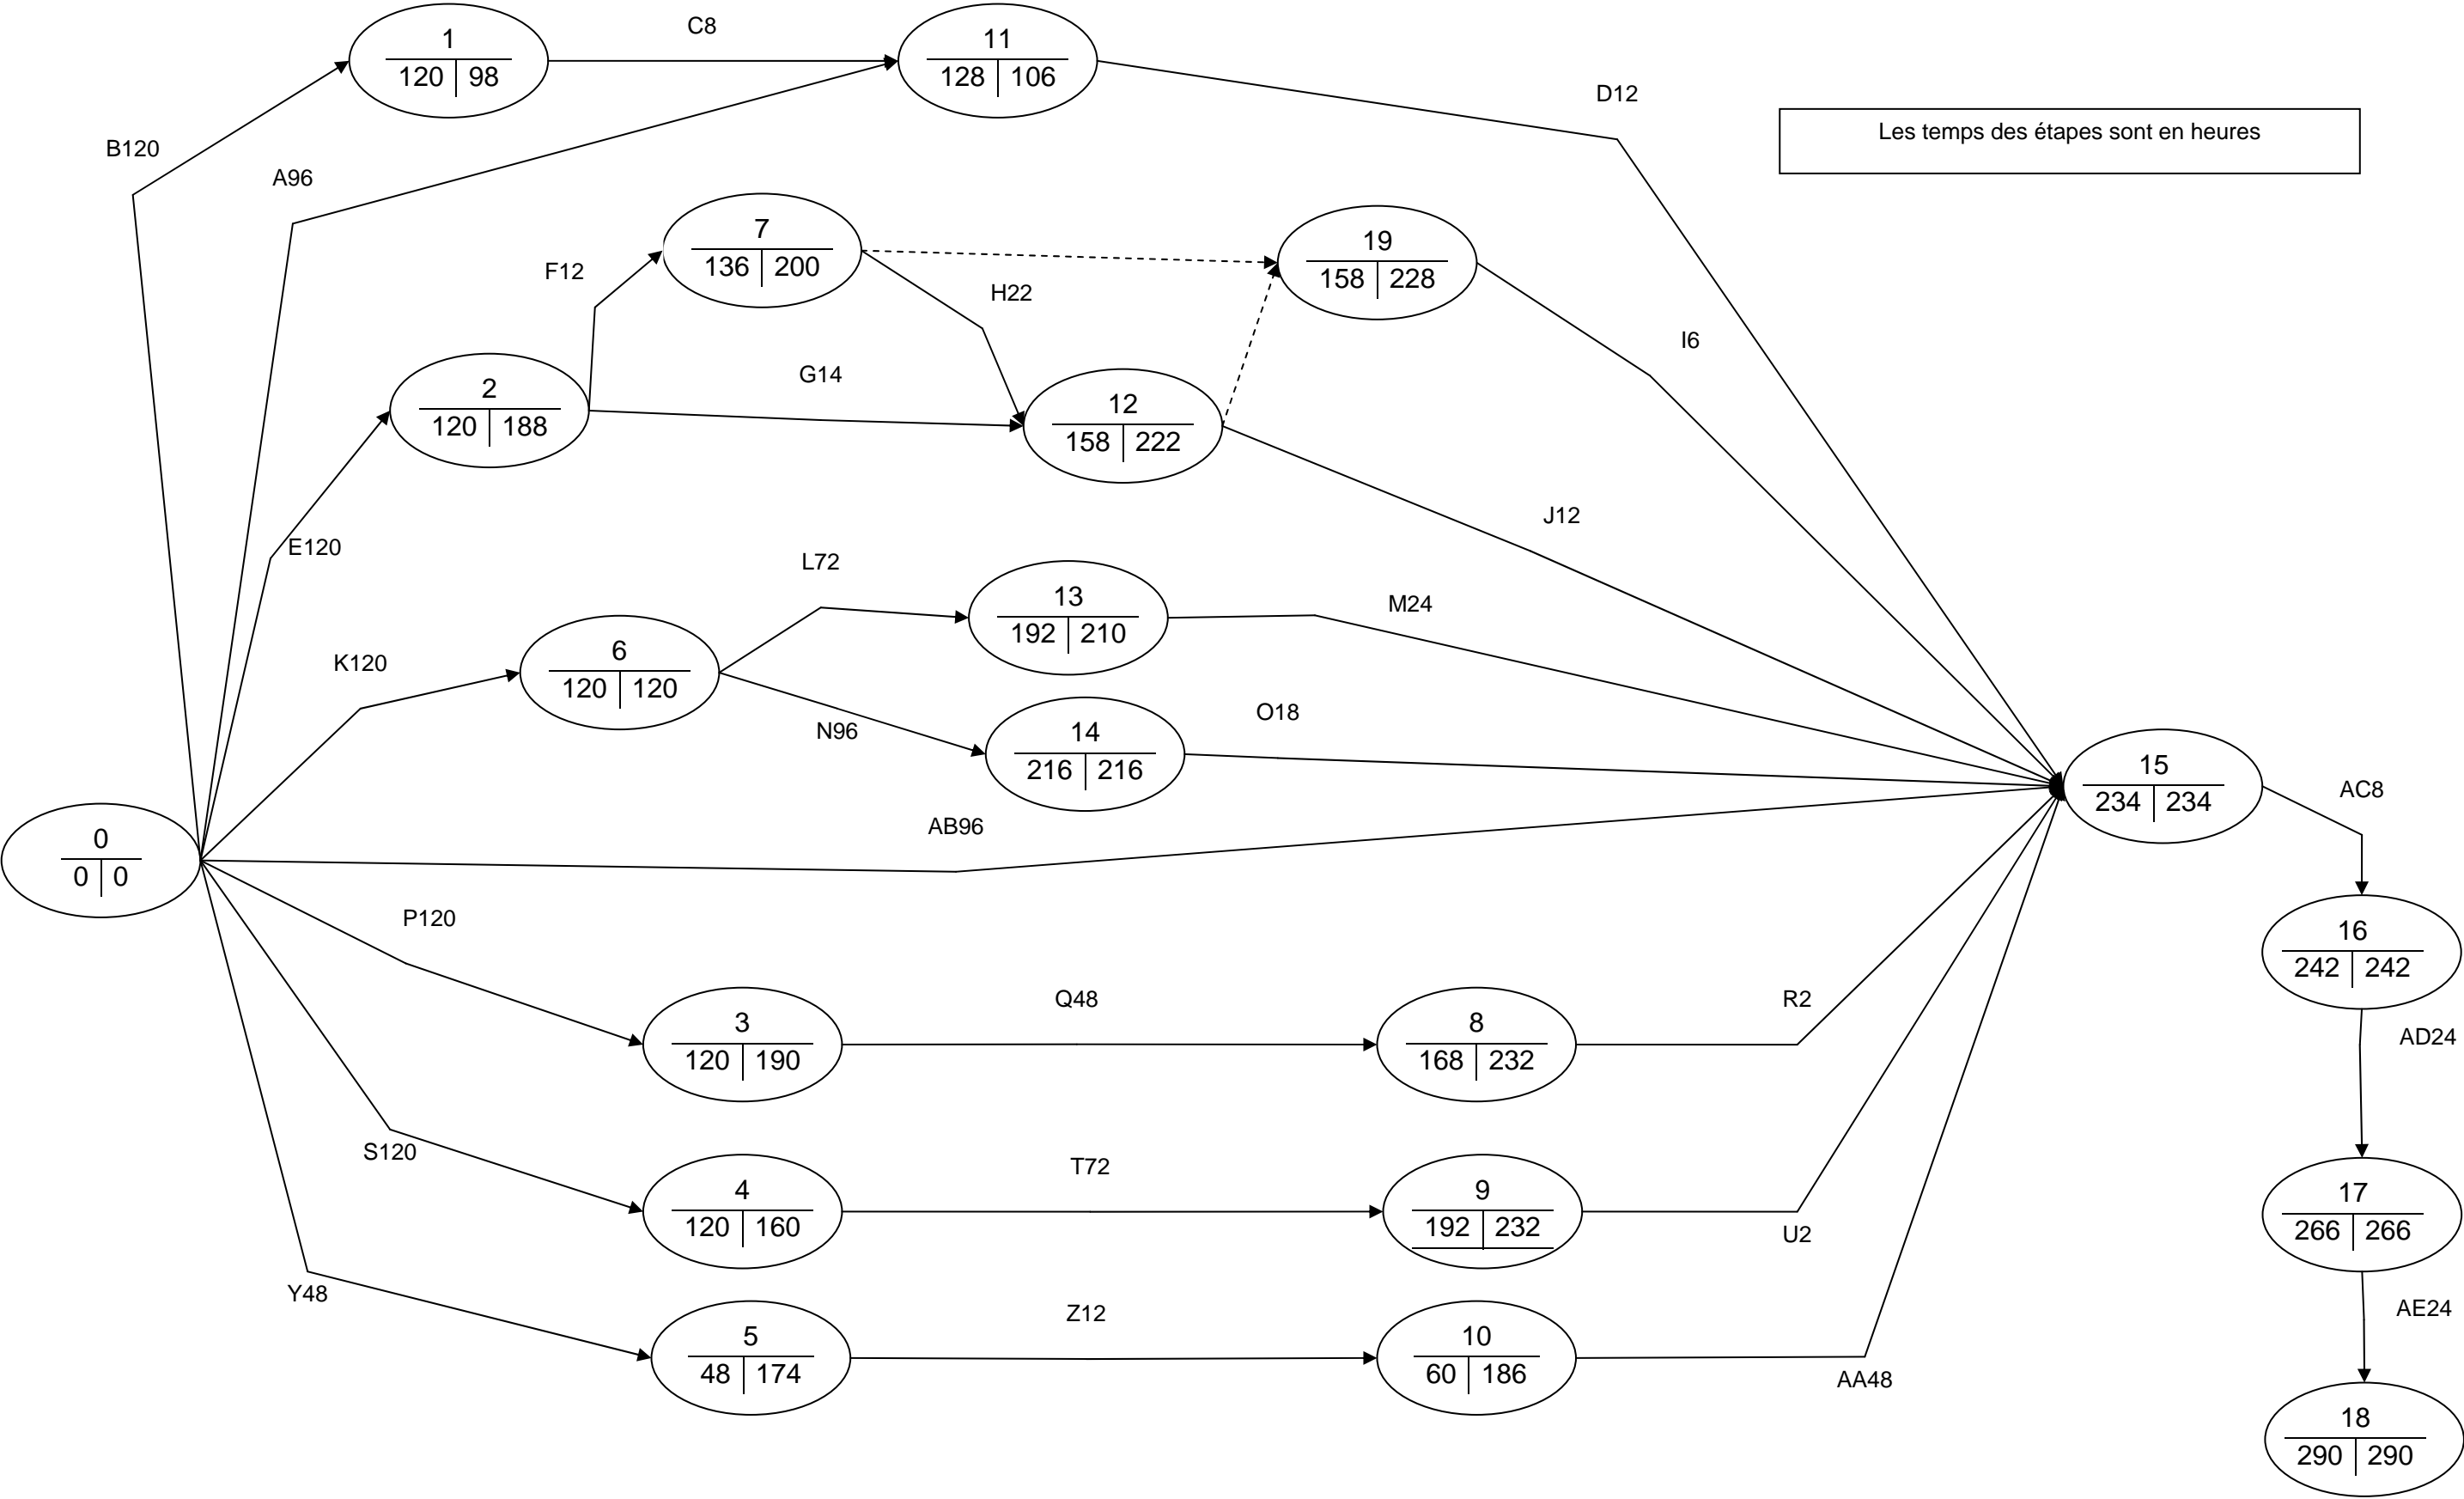 C8
1
120 98
11
128 106
D12
Les temps des étapes sont en heures
B120
A96
7
136 200
19
158 228
F12
H22
I6
2
120 188
G14
12
158 222
E120
J12
L72
13
192 210
M24
K120
6
120 120
N96
14
216 216
O18
15
234 234
AC8
AB96
0
0 0
P120
16
242 242
3
120 190
Q48
8
168 232
R2
AD24
S120
4
120 160
T72
9
192 232
U2
17
266 266
Y48
5
48 174
Z12
10
60 186
AA48
AE24
18
290 290